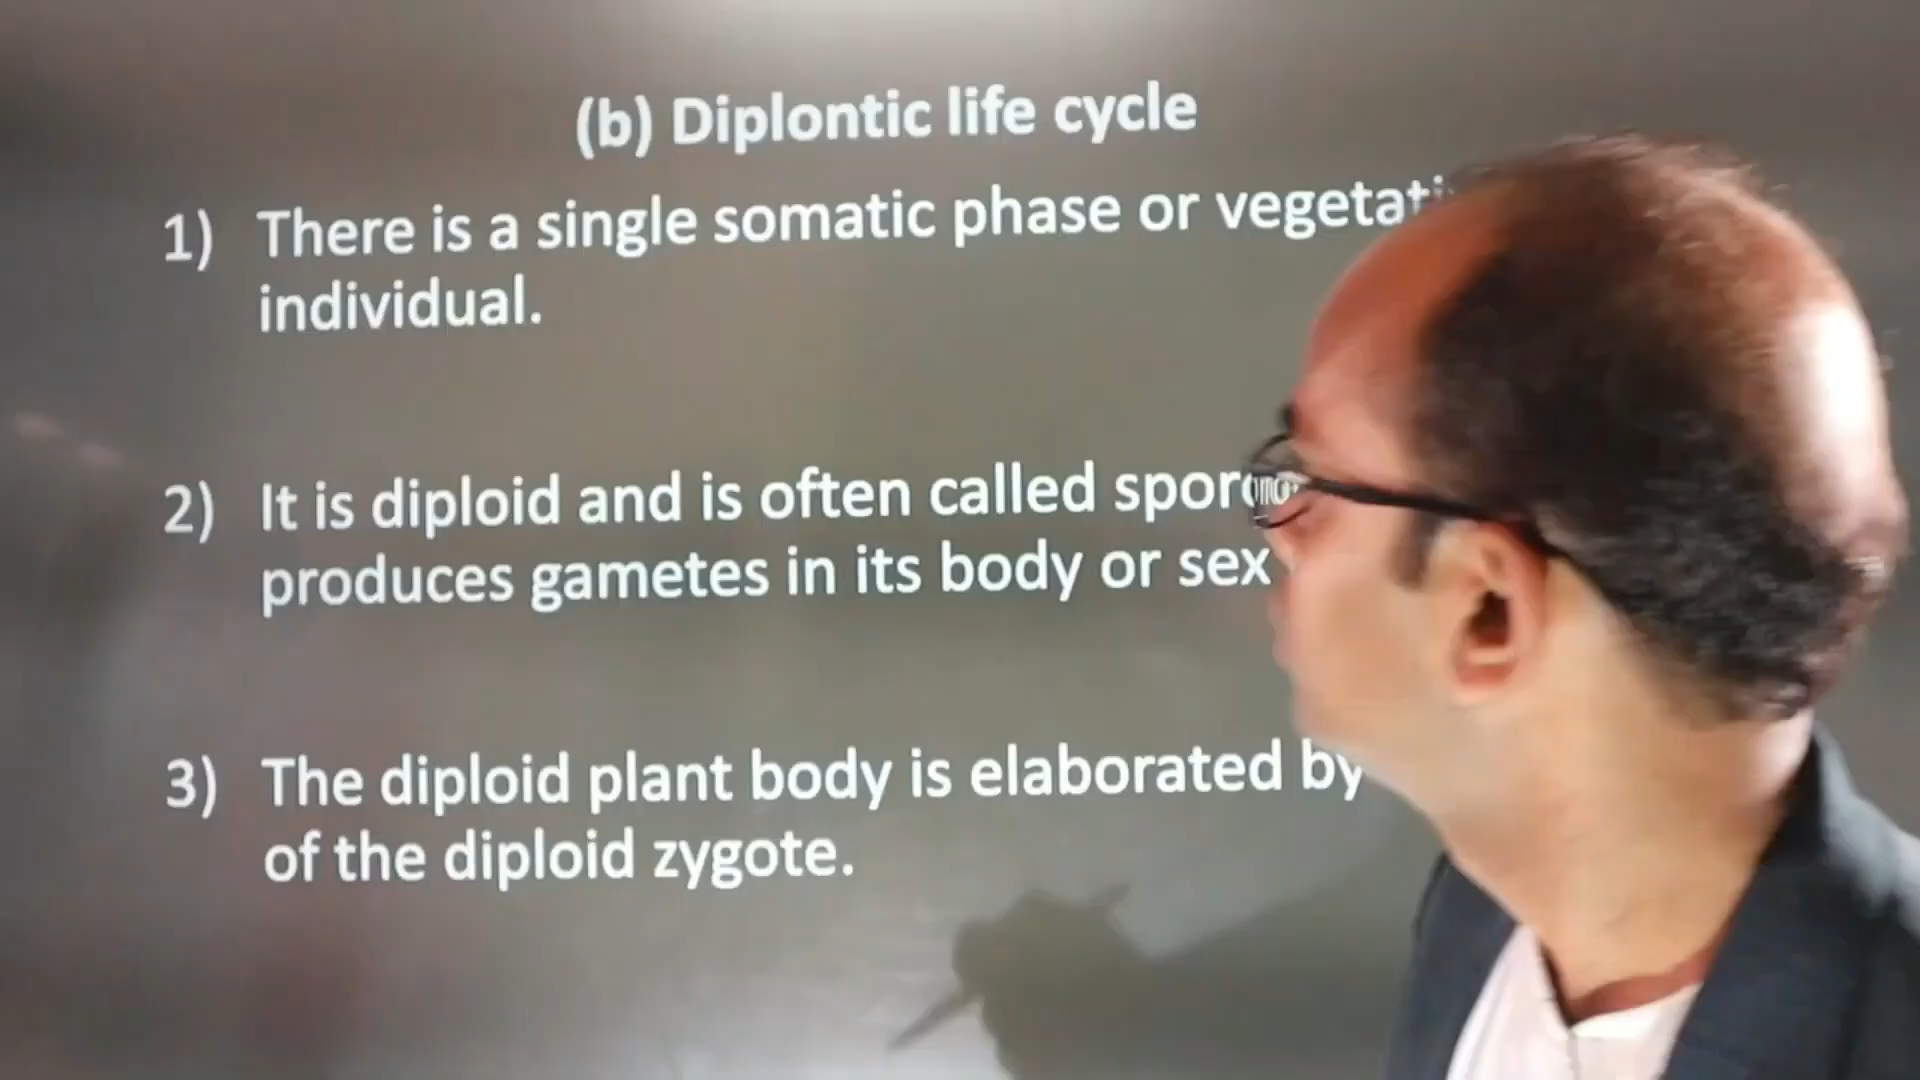 (b) Diplontic life cycle
1) There is a single somatic phase or
individual.
2) It is diploid and is often called
produces gametes in its body or sex
3) The diploid plant body is elaborated by
of the diploid zygote.